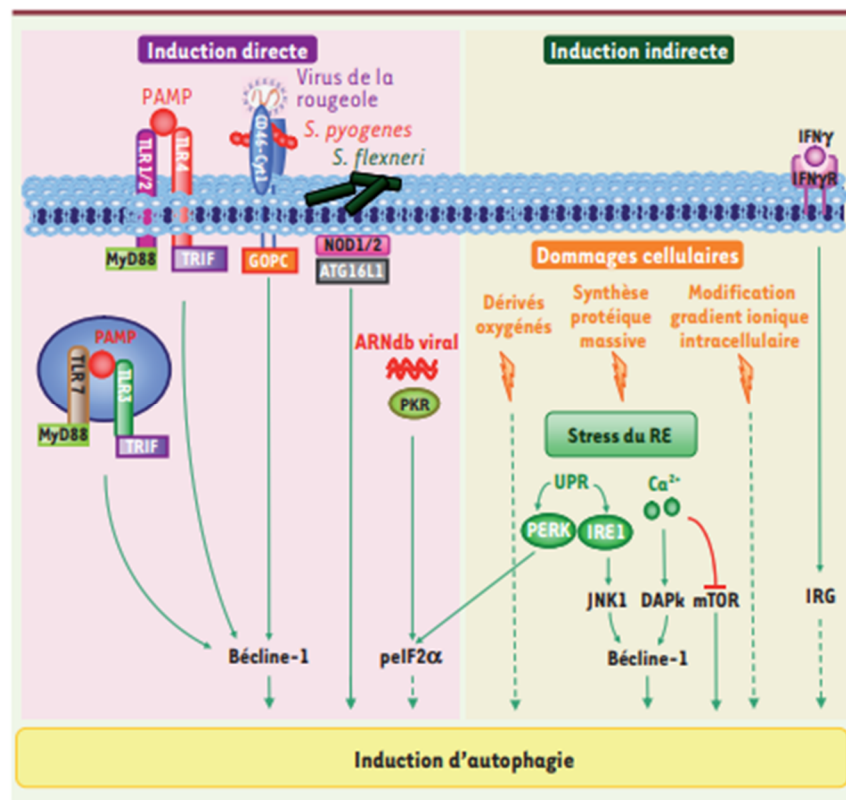 Induction directe
Induction indirecte
Virus de la
rougeole
PAMP
S. pyogenes
S. flexneri
TLR1/2
TLR4
CD46-Cyt1
IFNγ
IFNγR
MyD88
TRIF
GOPC
NOD1/2
ATG16L1
Dommages cellulaires
Dérivés
oxygénés
Synthèse
protéique
massive
Modification
gradient ionique
intracellulaire
PAMP
TLR7
TLR3
MyD88
TRIF
ARNdb viral
PKR
Stress du RE
UPR
Ca²⁺
PERK
IRE1
JNK1
DAPk
mTOR
IRG
Bécline-1
peIF2α
Bécline-1
Induction d'autophagie